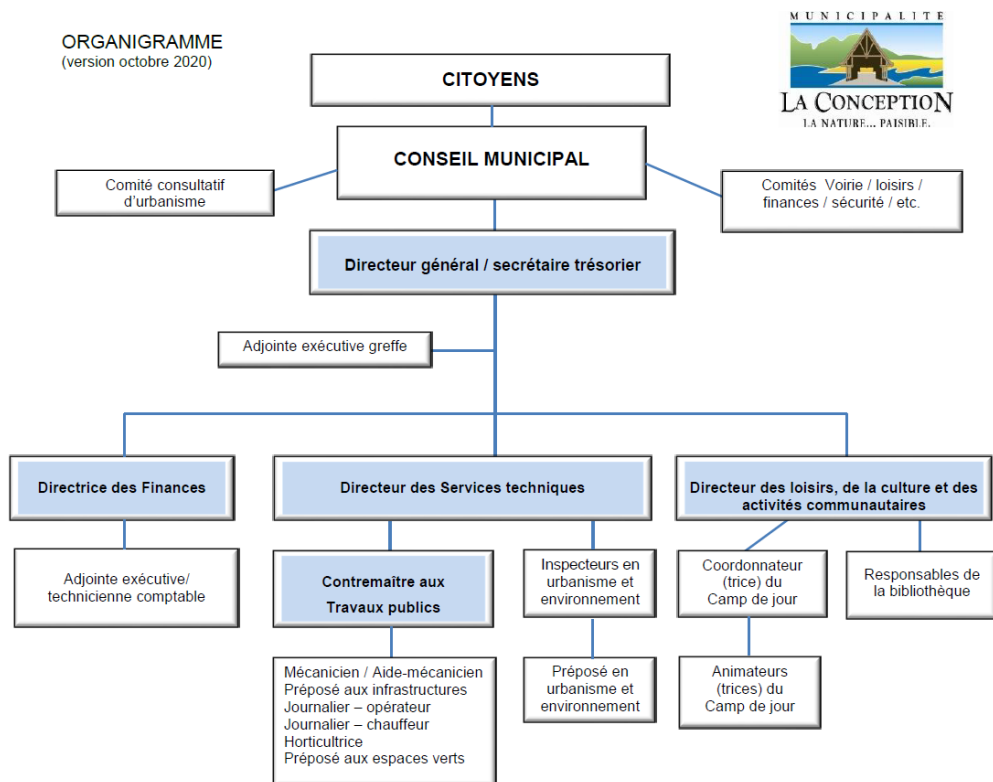 ORGANIGRAMME
(version octobre 2020)
MUNICIPALITÉ
LA CONCEPTION
LA NATURE... PAISIBLE.
CITOYENS
CONSEIL MUNICIPAL
Comité consultatif
d'urbanisme
Comités Voirie / loisirs /
finances / sécurité / etc.
Directeur général / secrétaire trésorier
Adjointe exécutive greffe
Directrice des Finances
Directeur des Services techniques
Directeur des loisirs, de la culture et des
activités communautaires
Adjointe exécutive/
technicienne comptable
Contremaître aux
Travaux publics
Inspecteurs en
urbanisme et
environnement
Coordonnateur
(trice) du
Camp de jour
Responsables de
la bibliothèque
Mécanicien / Aide-mécanicien
Préposé aux infrastructures
Journalier – opérateur
Journalier – chauffeur
Horticultrice
Préposé aux espaces verts
Préposé en
urbanisme et
environnement
Animateurs
(trices) du
Camp de jour